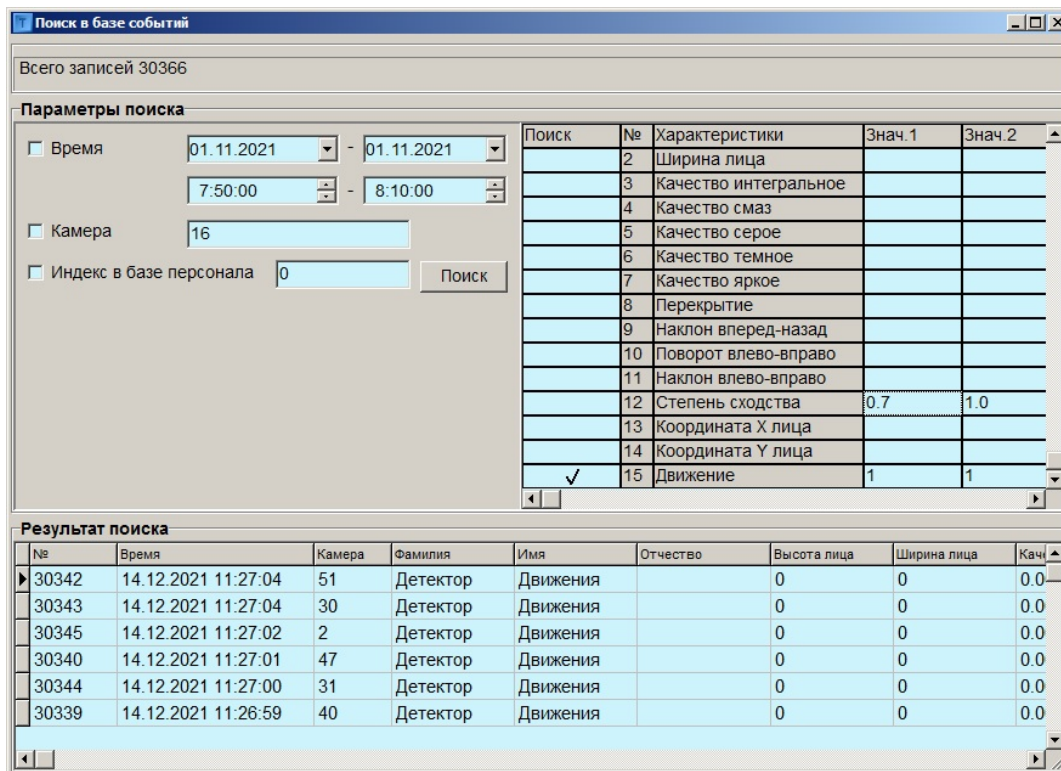 Поиск в базе событий
Всего записей 30366
Параметры поиска
Время 01.11.2021 - 01.11.2021
7:50:00 - 8:10:00
Камера 16
Индекс в базе персонала 0 Поиск
Поиск № Характеристики Знач.1 Знач.2
2 Ширина лица
3 Качество интегральное
4 Качество смаз
5 Качество серое
6 Качество темное
7 Качество яркое
8 Перекрытие
9 Наклон вперед-назад
10 Поворот влево-вправо
11 Наклон влево-вправо
12 Степень сходства 0.7 1.0
13 Координата X лица
14 Координата Y лица
✓ 15 Движение 1 1
Результат поиска
№ Время Камера Фамилия Имя Отчество Высота лица Ширина лица Каче
30342 14.12.2021 11:27:04 51 Детектор Движения 0 0 0.0
30343 14.12.2021 11:27:04 30 Детектор Движения 0 0 0.0
30345 14.12.2021 11:27:02 2 Детектор Движения 0 0 0.0
30340 14.12.2021 11:27:01 47 Детектор Движения 0 0 0.0
30344 14.12.2021 11:27:00 31 Детектор Движения 0 0 0.0
30339 14.12.2021 11:26:59 40 Детектор Движения 0 0 0.0